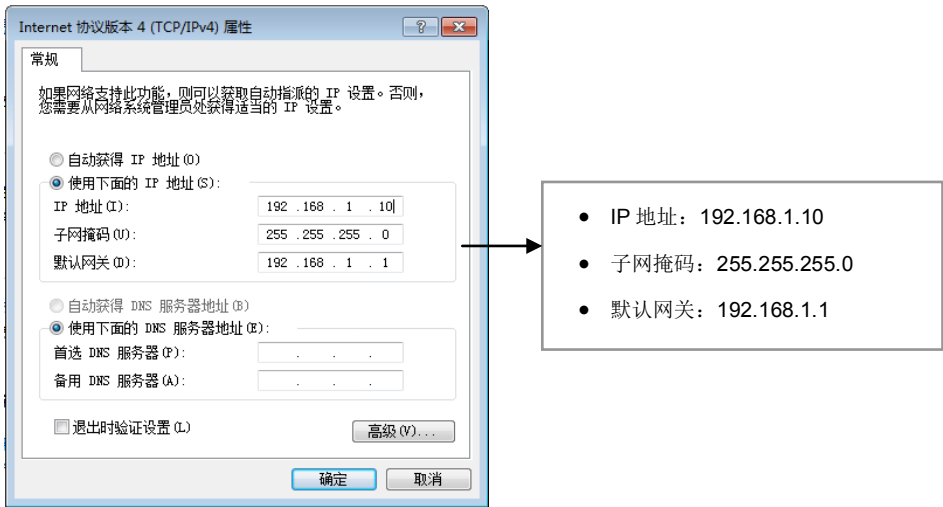 Internet 协议版本 4 (TCP/IPv4) 属性
常规
如果网络支持此功能，则可以获取自动指派的 IP 设置。否则，
您需要从网络系统管理员处获得适当的 IP 设置。
自动获得 IP 地址(O)
使用下面的 IP 地址(S):
IP 地址(I): 192 .168 . 1 . 10
子网掩码(U): 255 .255 .255 . 0
默认网关(D): 192 .168 . 1 . 1
自动获得 DNS 服务器地址(B)
使用下面的 DNS 服务器地址(E):
首选 DNS 服务器(P): . . .
备用 DNS 服务器(A): . . .
退出时验证设置(L)
高级(V)...
确定
取消
• IP 地址：192.168.1.10
• 子网掩码：255.255.255.0
• 默认网关：192.168.1.1